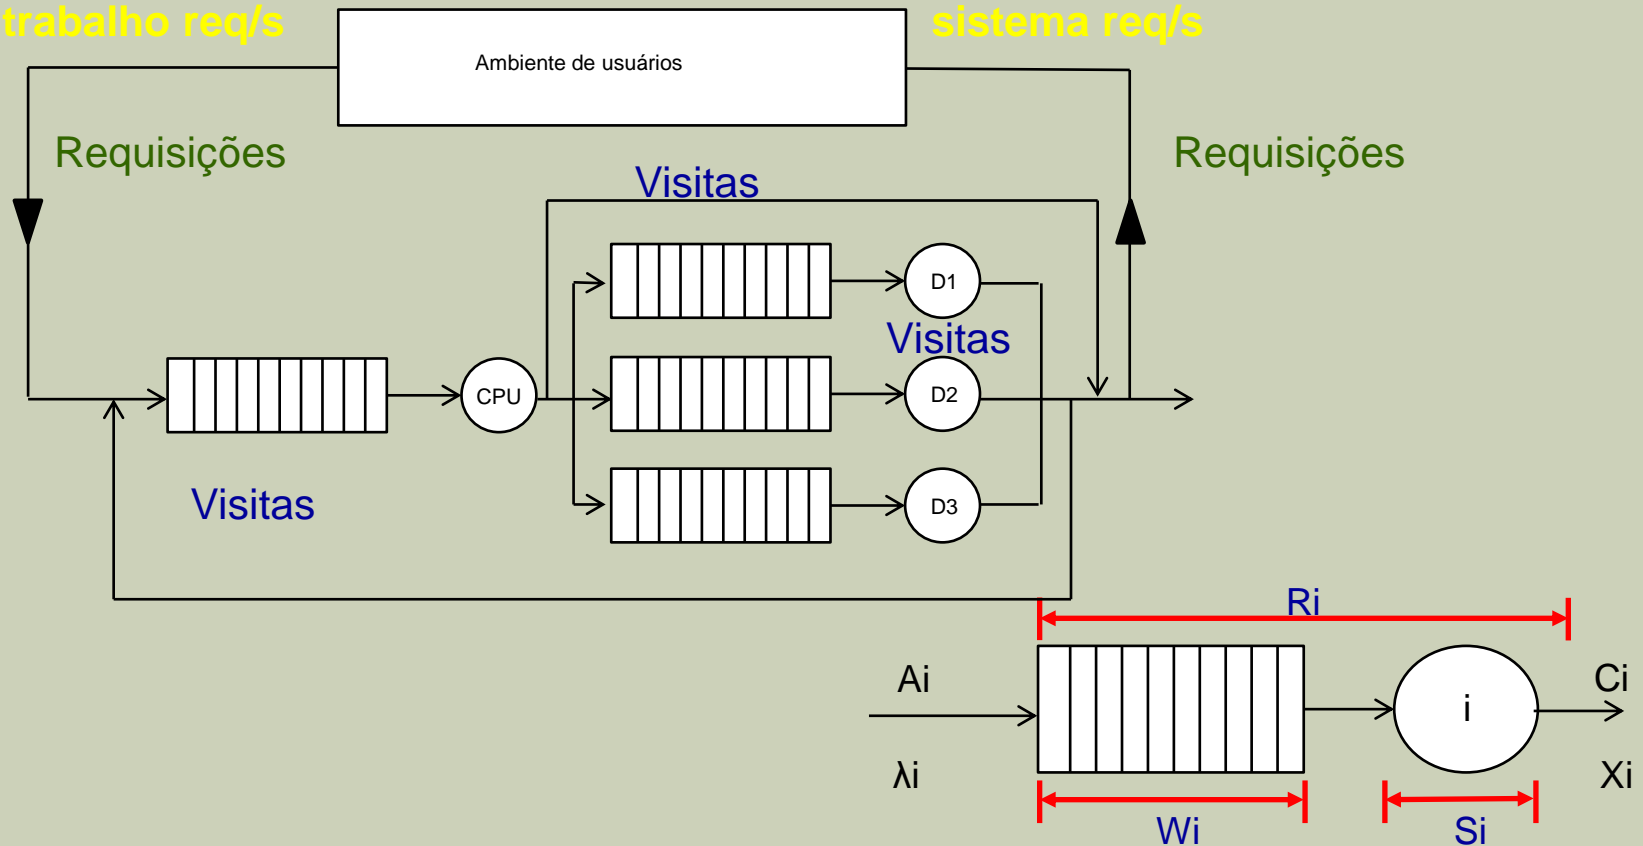 trabalho req/s
sistema req/s
Ambiente de usuários
Requisições
Requisições
Visitas
D1
Visitas
CPU
D2
Visitas
D3
Ri
Ai
Ci
i
λi
Xi
Wi
Si